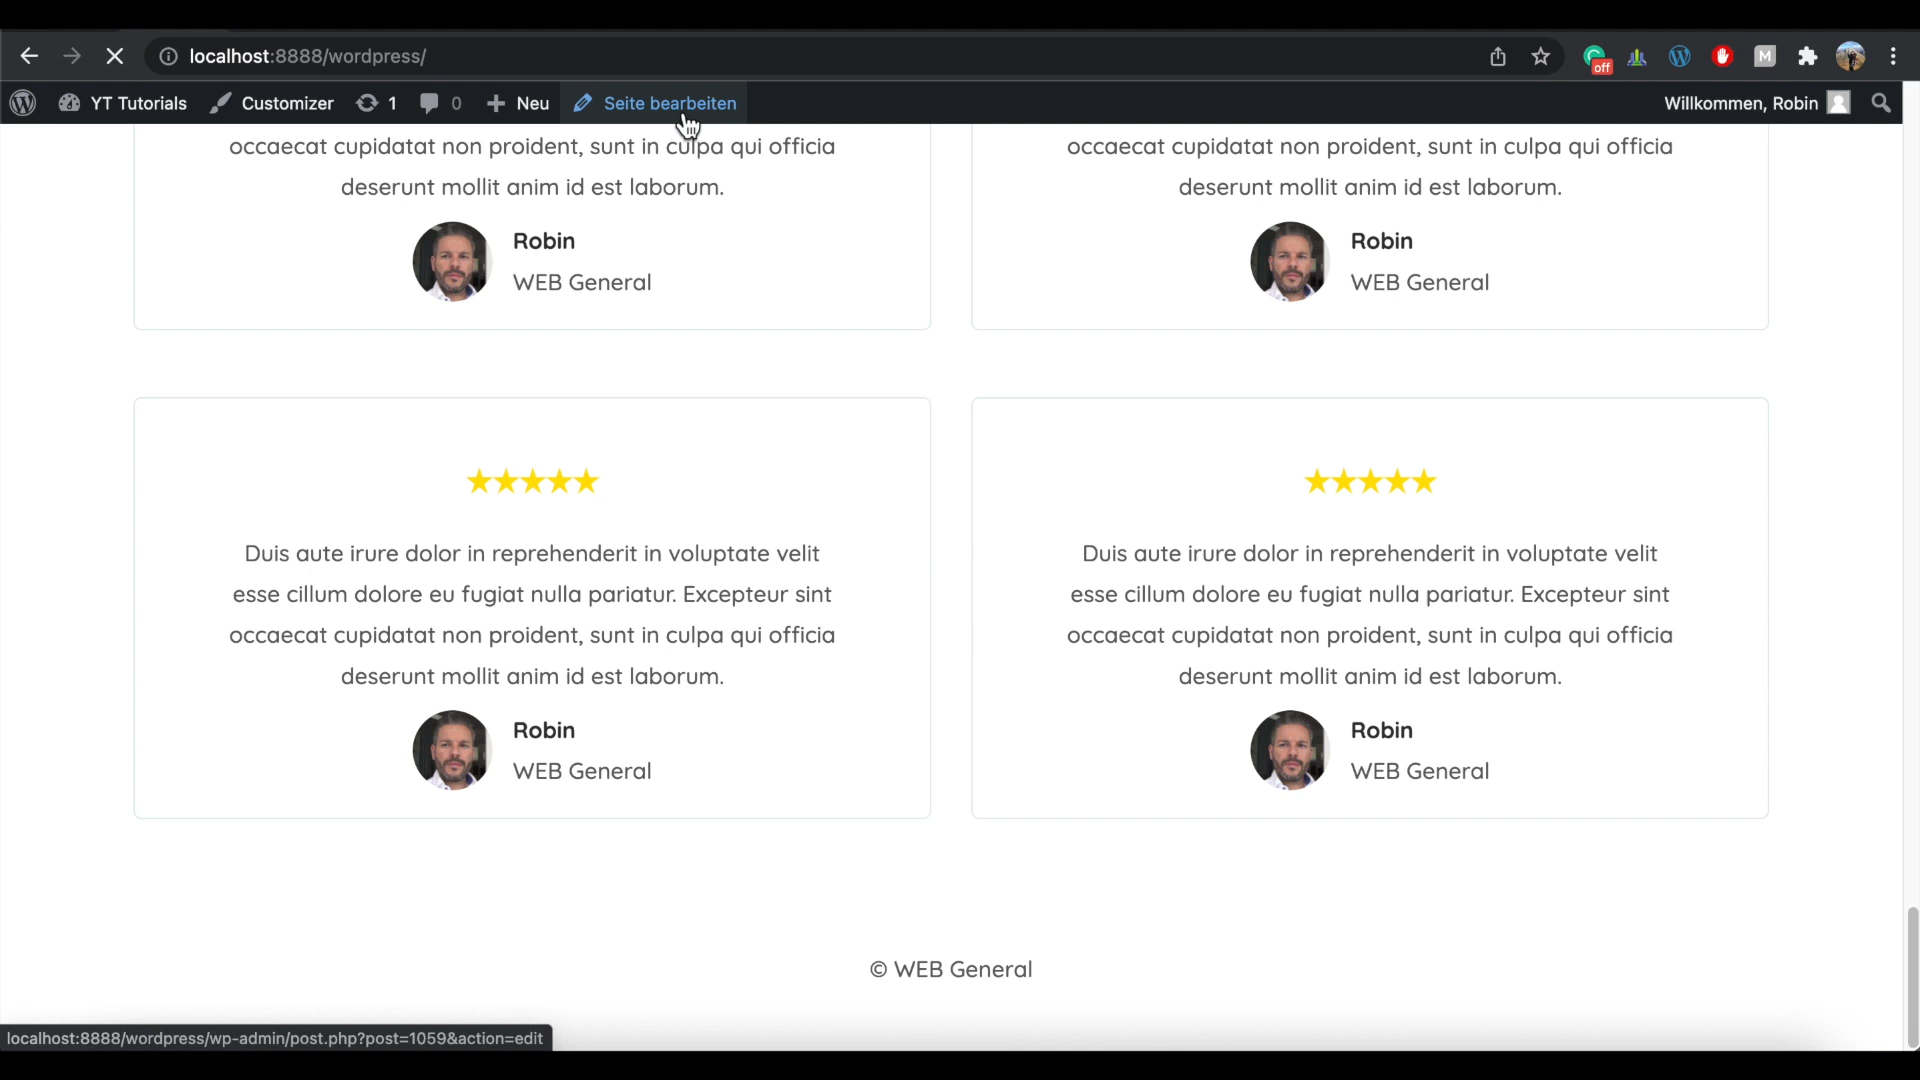 localhost:8888/wordpress/
off
M
YT Tutorials Customizer 1 0 Neu Seite bearbeiten Willkommen, Robin
occaecat cupidatat non proident, sunt in culpa qui officia
deserunt mollit anim id est laborum.
Robin
WEB General
occaecat cupidatat non proident, sunt in culpa qui officia
deserunt mollit anim id est laborum.
Robin
WEB General
Duis aute irure dolor in reprehenderit in voluptate velit
esse cillum dolore eu fugiat nulla pariatur. Excepteur sint
occaecat cupidatat non proident, sunt in culpa qui officia
deserunt mollit anim id est laborum.
Robin
WEB General
Duis aute irure dolor in reprehenderit in voluptate velit
esse cillum dolore eu fugiat nulla pariatur. Excepteur sint
occaecat cupidatat non proident, sunt in culpa qui officia
deserunt mollit anim id est laborum.
Robin
WEB General
© WEB General
localhost:8888/wordpress/wp-admin/post.php?post=1059&action=edit